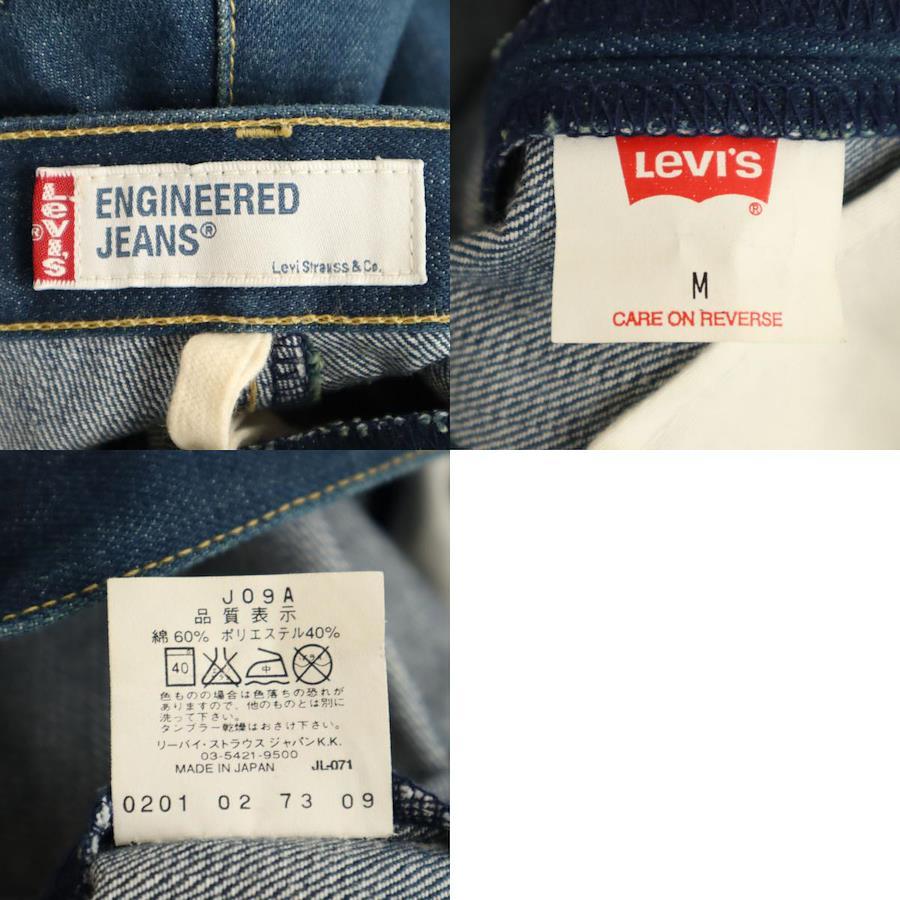 LEVI'S
®
ENGINEERED
JEANS®
Levi Strauss & Co.
LEVI'S
®
M
CARE ON REVERSE
J09A
品質表示
綿 60% ポリエステル40%
40 中
色ものの場合は色落ちの恐れが
ありますので、他のものとは別に
洗って下さい。
タンブラー乾燥はおさけ下さい。
リーバイ・ストラウス ジャパンK.K.
03-5421-9500
MADE IN JAPAN JL-071
0201 02 73 09